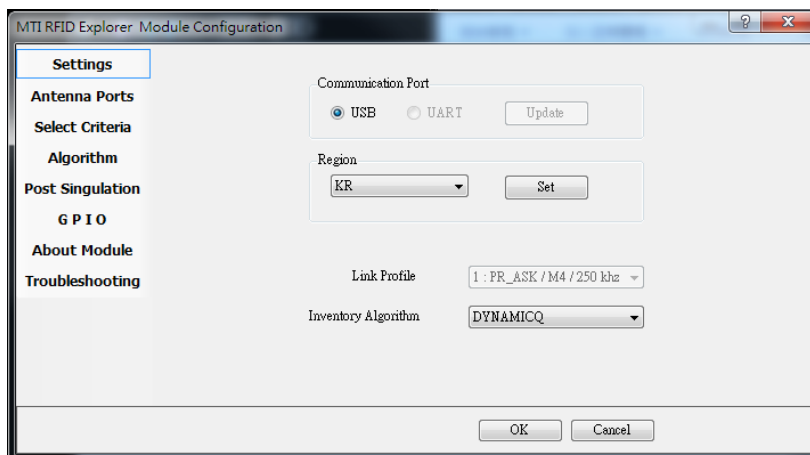 MTI RFID Explorer Module Configuration
?
X
Settings
Antenna Ports
Select Criteria
Algorithm
Post Singulation
G P I O
About Module
Troubleshooting
Communication Port
USB
UART
Update
Region
KR
Set
Link Profile
1 : PR_ASK / M4 / 250 khz
Inventory Algorithm
DYNAMICQ
OK
Cancel